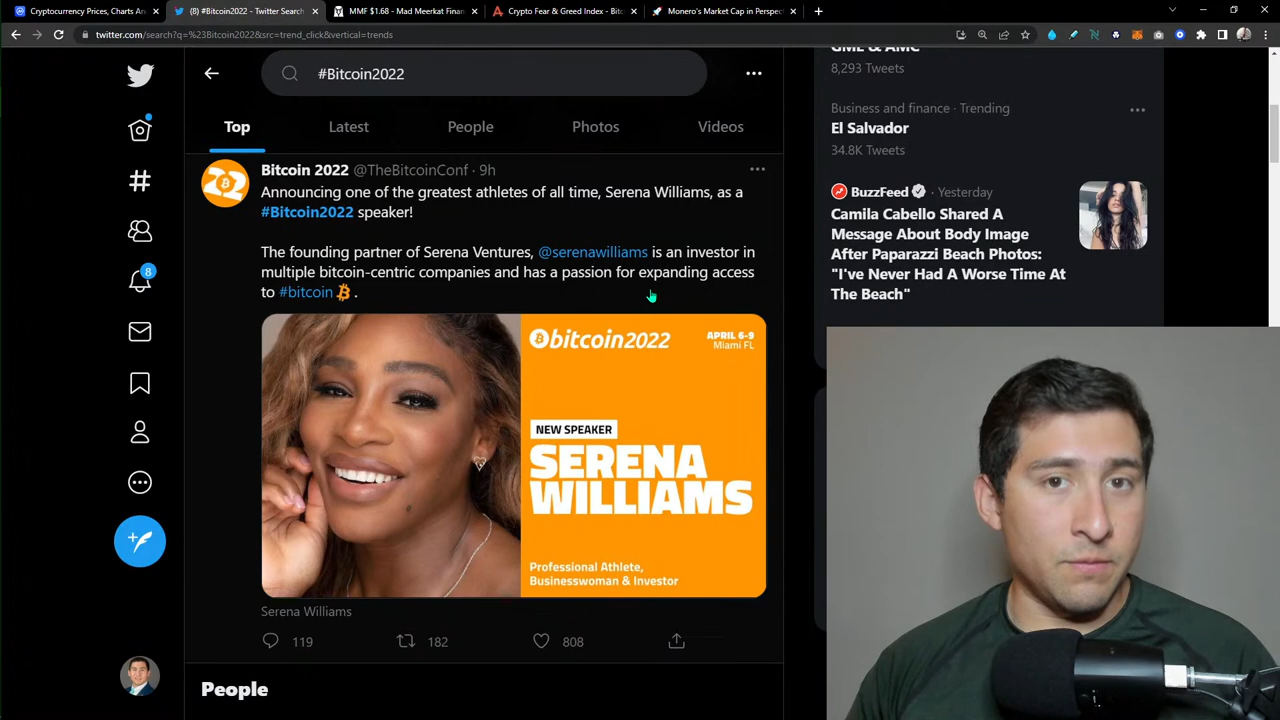 Cryptocurrency Prices, Charts An
(8) #Bitcoin2022 - Twitter Search
MMF $1.68 - Mad Meerkat Finan
Crypto Fear & Greed Index - Bitc
Monero's Market Cap in Perspect
twitter.com/search?q=%23Bitcoin2022&src=trend_click&vertical=trends
#Bitcoin2022
Top
Latest
People
Photos
Videos
Bitcoin 2022 @TheBitcoinConf · 9h
Announcing one of the greatest athletes of all time, Serena Williams, as a
#Bitcoin2022 speaker!
The founding partner of Serena Ventures, @serenawilliams is an investor in
multiple bitcoin-centric companies and has a passion for expanding access
to #bitcoin .
bitcoin2022
APRIL 6-9
Miami FL
NEW SPEAKER
SERENA
WILLIAMS
Professional Athlete,
Businesswoman & Investor
Serena Williams
119
182
808
People
8
GME & AMC
8,293 Tweets
Business and finance · Trending
El Salvador
34.8K Tweets
BuzzFeed · Yesterday
Camila Cabello Shared A
Message About Body Image
After Paparazzi Beach Photos:
"I've Never Had A Worse Time At
The Beach"